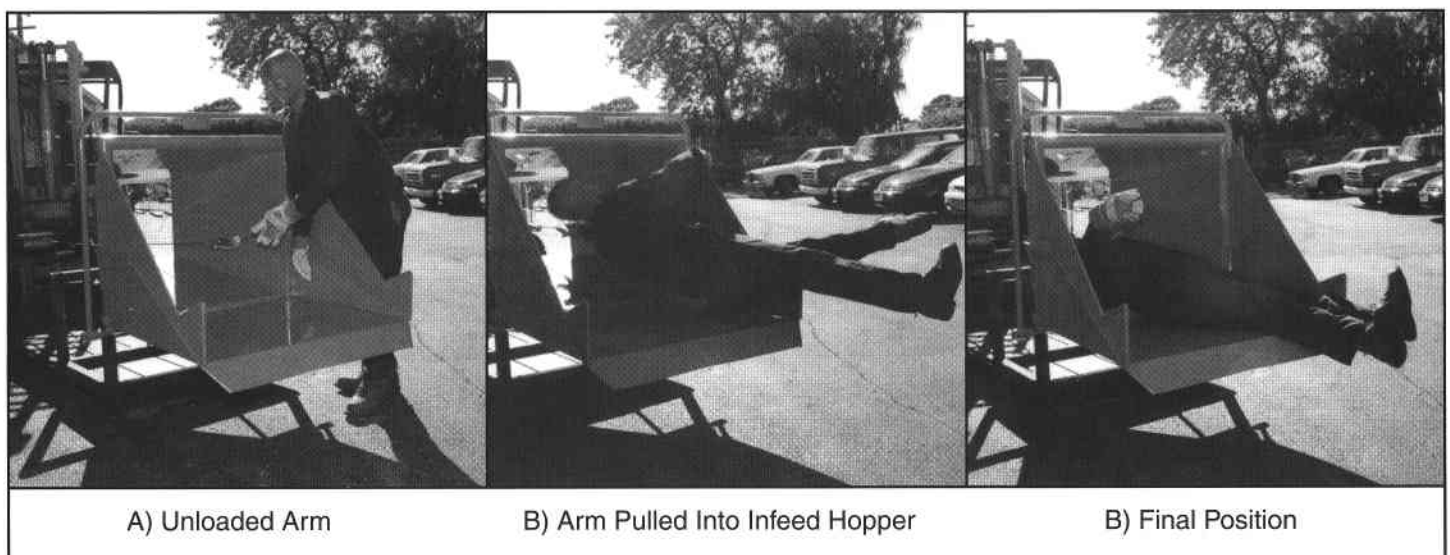 A) Unloaded Arm
B) Arm Pulled Into Infeed Hopper
B) Final Position